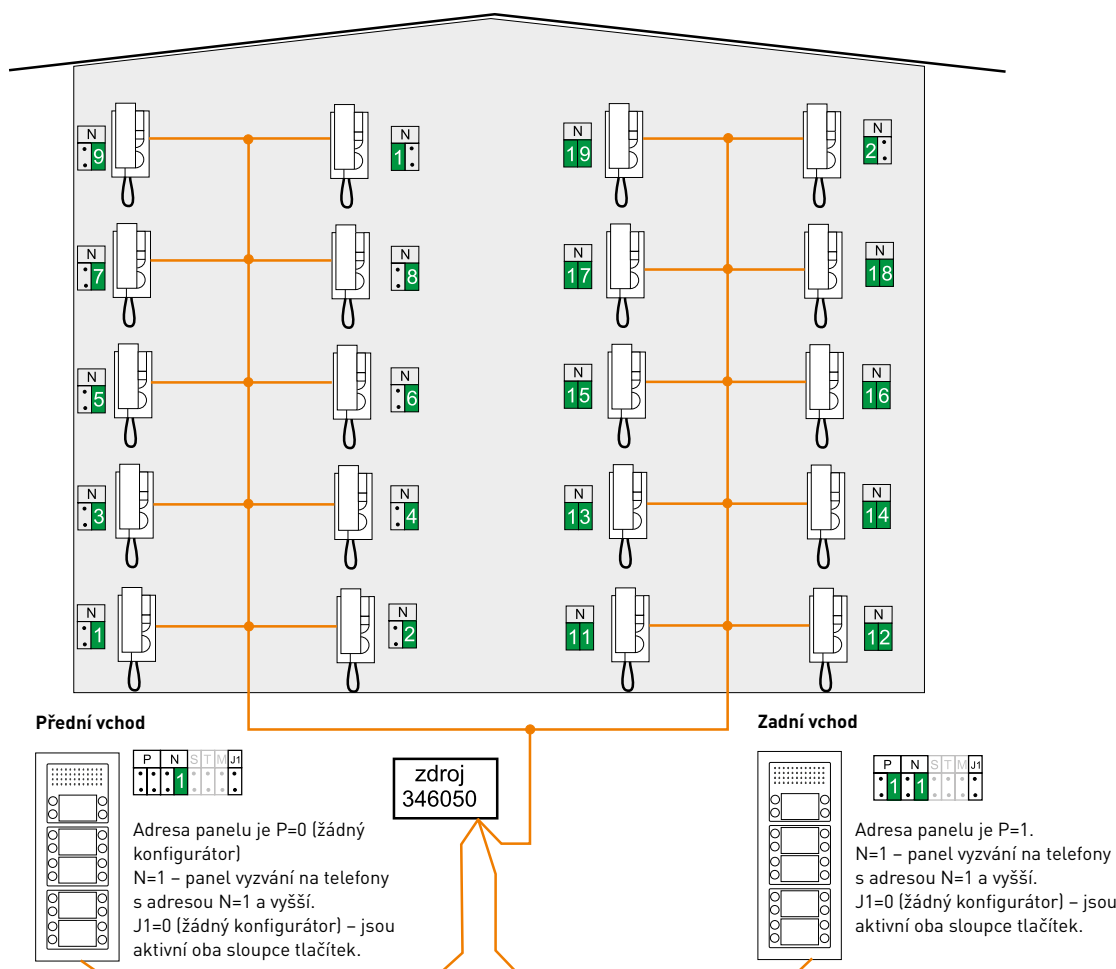 N N N N
9 1 19 2
N N N N
7 8 17 18
N N N N
5 6 15 16
N N N N
3 4 13 14
N N N N
1 2 11 12
Přední vchod
P N S T M J1
1
Adresa panelu je P=0 (žádný
konfigurátor)
N=1 – panel vyzvání na telefony
s adresou N=1 a vyšší.
J1=0 (žádný konfigurátor) – jsou
aktivní oba sloupce tlačítek.
zdroj
346050
Zadní vchod
P N S T M J1
1 1
Adresa panelu je P=1.
N=1 – panel vyzvání na telefony
s adresou N=1 a vyšší.
J1=0 (žádný konfigurátor) – jsou
aktivní oba sloupce tlačítek.